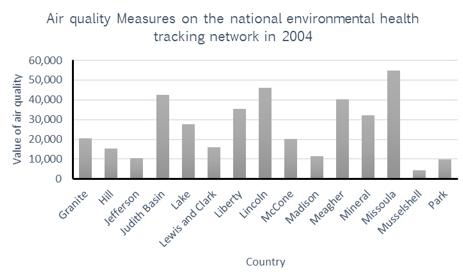 Air quality Measures on the national environmental health
tracking network in 2004
Value of air quality
60,000
50,000
40,000
30,000
20,000
10,000
0
Granite
Hill
Jefferson
Judith Basin
Lake
Lewis and Clark
Liberty
Lincoln
McCone
Madison
Meagher
Mineral
Missoula
Musselshell
Park
Country